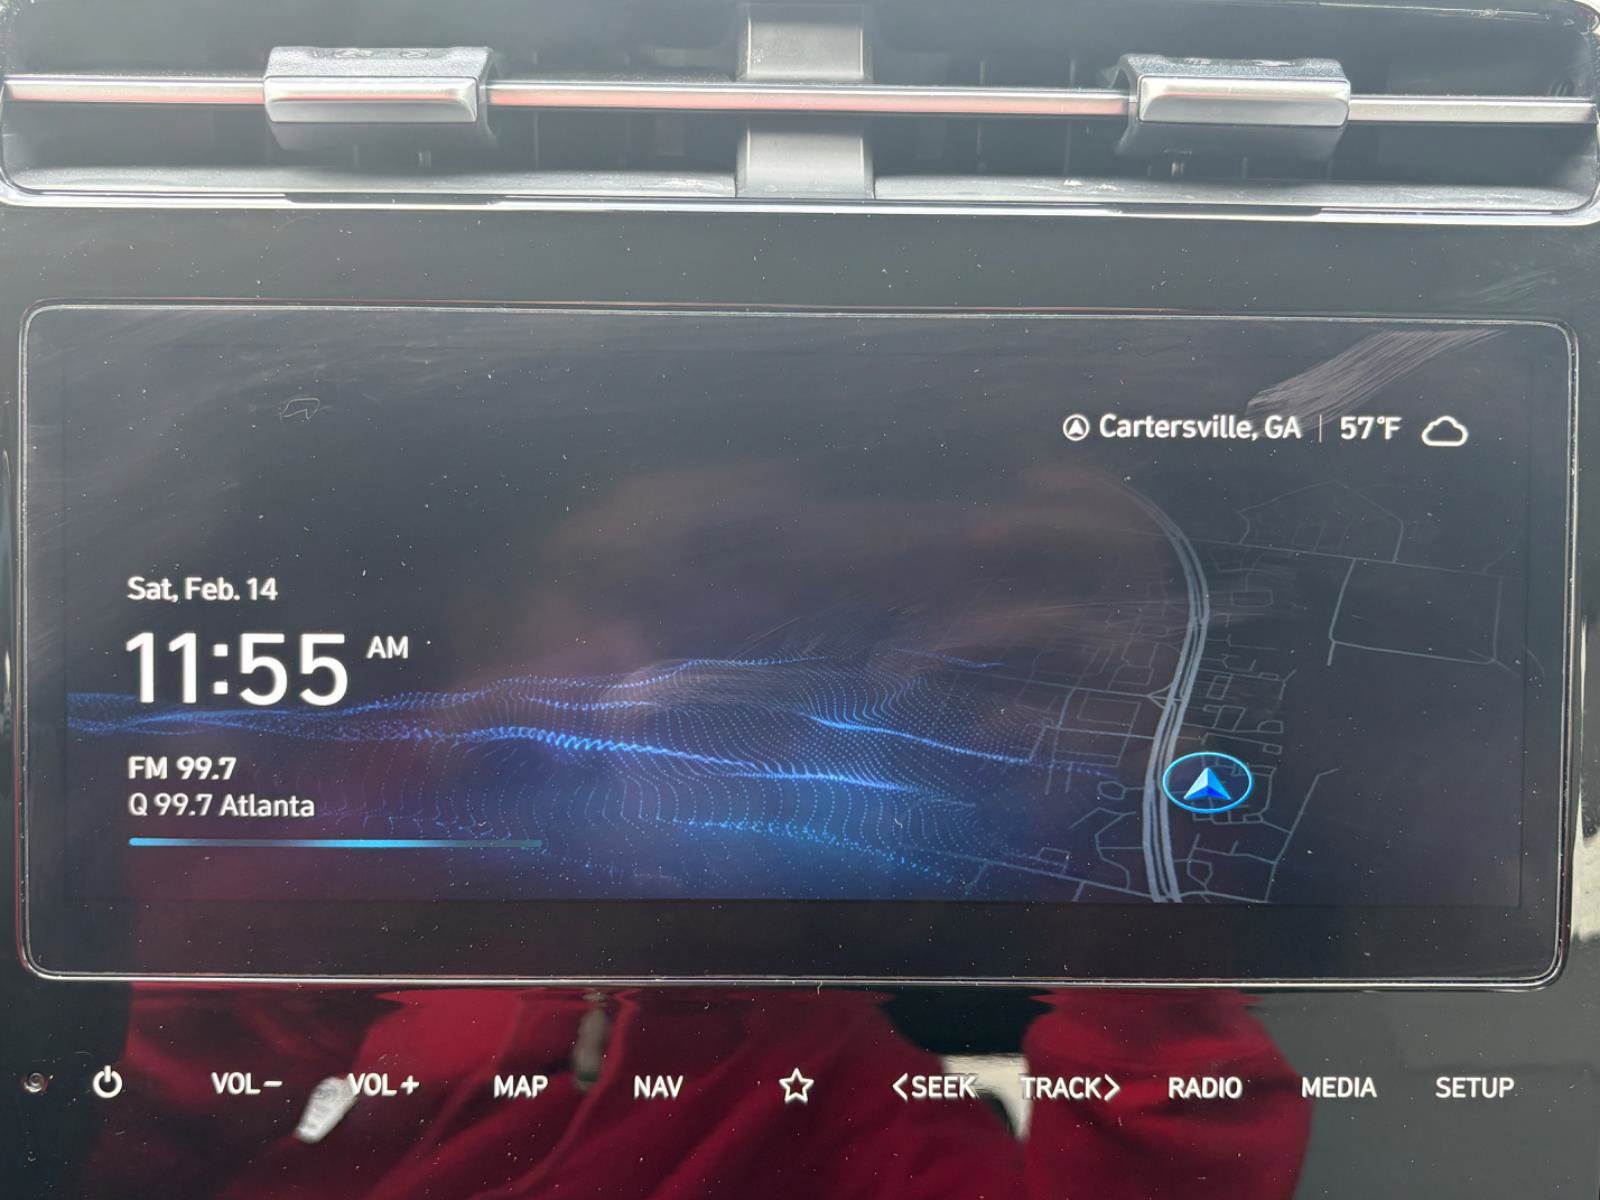 Cartersville, GA | 57°F
Sat, Feb. 14
11:55 AM
FM 99.7
Q 99.7 Atlanta
VOL− VOL+ MAP NAV <SEEK TRACK> RADIO MEDIA SETUP